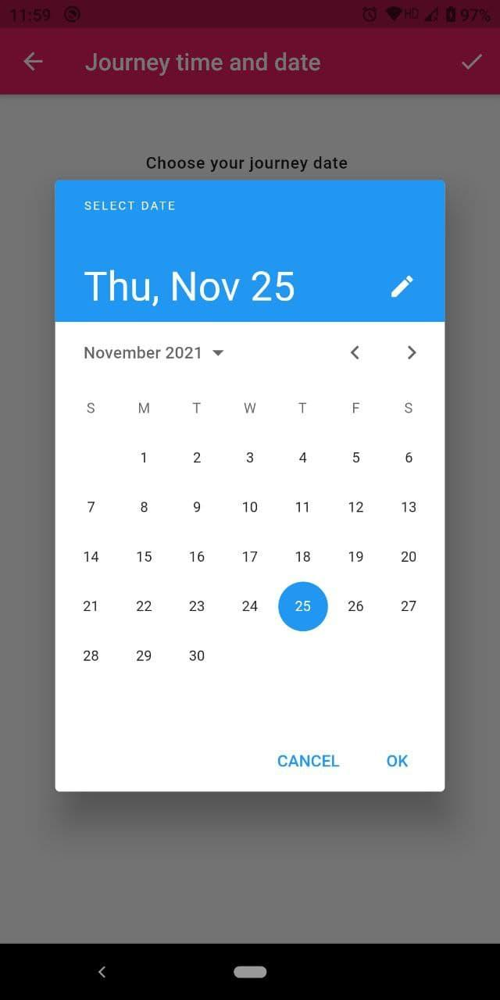 11:59 HD 97%
Journey time and date
Choose your journey date
SELECT DATE
Thu, Nov 25
November 2021
S M T W T F S
1 2 3 4 5 6
7 8 9 10 11 12 13
14 15 16 17 18 19 20
21 22 23 24 25 26 27
28 29 30
CANCEL OK